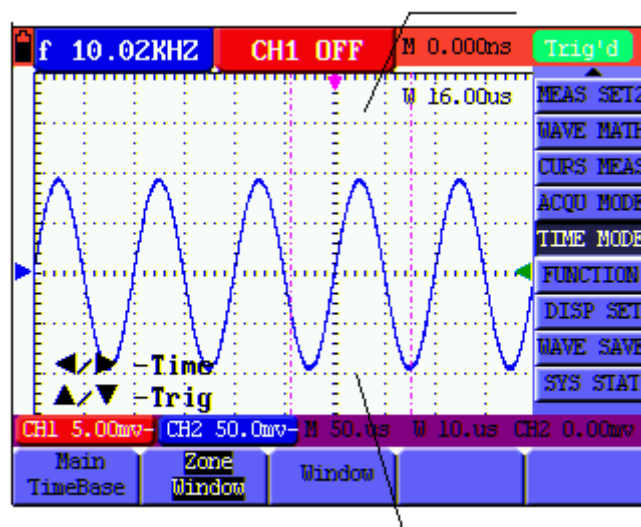 f 10.02KHZ CH1 OFF M 0.000ns Trig'd
W 16.00us
MEAS SET2
WAVE MATH
CURS MEAS
ACQU MODE
TIME MODE
FUNCTION
DISP SET
WAVE SAVE
SYS STAT
◀/▶ -Time
▲/▼ -Trig
CH1 5.00mv- CH2 50.0mv- M 50.us W 10.us CH2 0.00mv
Main TimeBase
Zone Window
Window